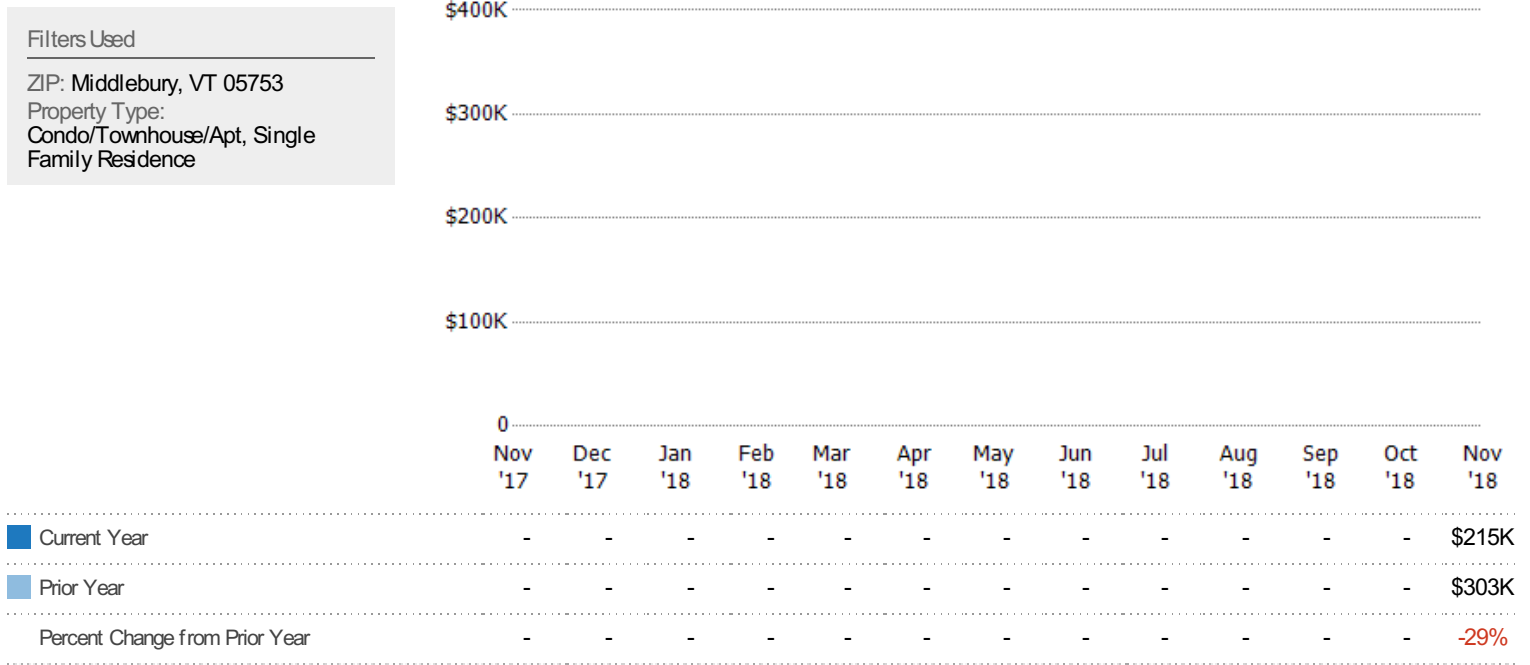 Filters Used
ZIP: Middlebury, VT 05753
Property Type:
Condo/Townhouse/Apt, Single
Family Residence
$400K
$300K
$200K
$100K
0
Nov Dec Jan Feb Mar Apr May Jun Jul Aug Sep Oct Nov
'17 '17 '18 '18 '18 '18 '18 '18 '18 '18 '18 '18 '18
Current Year - - - - - - - - - - - - $215K
Prior Year - - - - - - - - - - - - $303K
Percent Change from Prior Year - - - - - - - - - - - - -29%